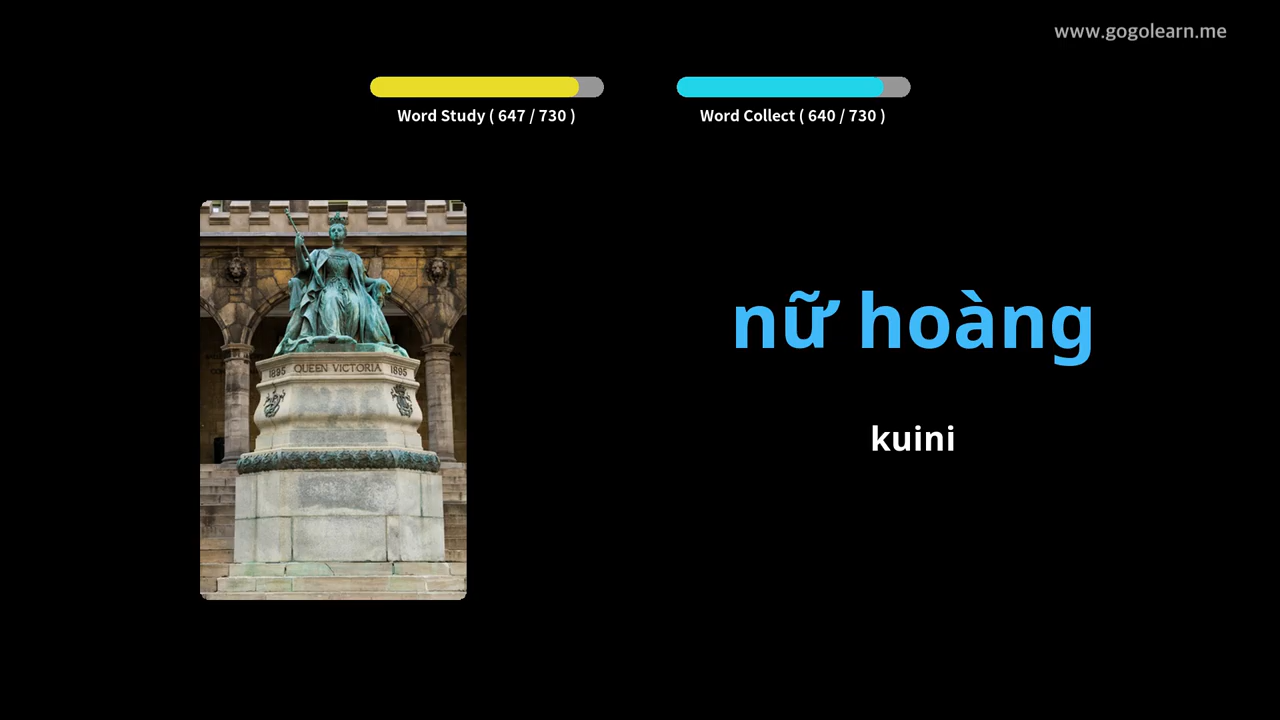 www.gogolearn.me
Word Study ( 647 / 730 )
Word Collect ( 640 / 730 )
1895 QUEEN VICTORIA 1895
nữ hoàng
kuini